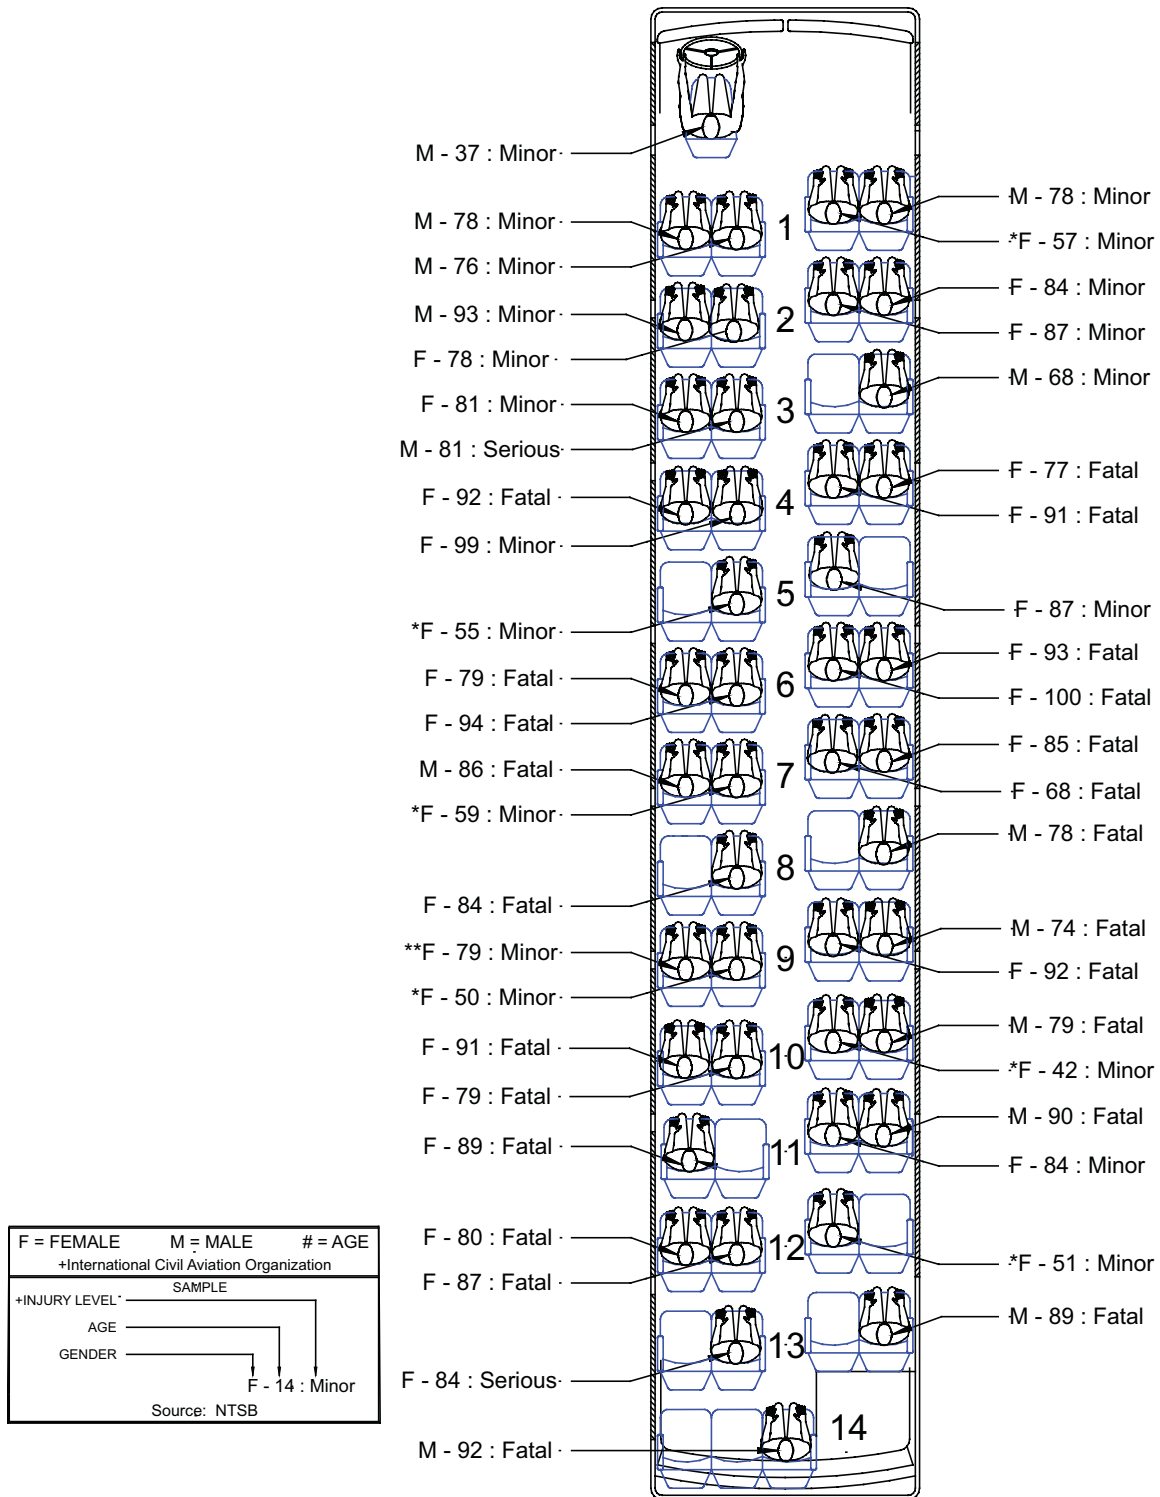 M - 37 : Minor
M - 78 : Minor
M - 76 : Minor
M - 93 : Minor
F - 78 : Minor
F - 81 : Minor
M - 81 : Serious
F - 92 : Fatal
F - 99 : Minor
*F - 55 : Minor
F - 79 : Fatal
F - 94 : Fatal
M - 86 : Fatal
*F - 59 : Minor
F - 84 : Fatal
**F - 79 : Minor
*F - 50 : Minor
F - 91 : Fatal
F - 79 : Fatal
F - 89 : Fatal
F - 80 : Fatal
F - 87 : Fatal
F - 84 : Serious
M - 92 : Fatal
1
2
3
4
5
6
7
8
9
10
11
12
13
14
M - 78 : Minor
*F - 57 : Minor
F - 84 : Minor
F - 87 : Minor
M - 68 : Minor
F - 77 : Fatal
F - 91 : Fatal
F - 87 : Minor
F - 93 : Fatal
F - 100 : Fatal
F - 85 : Fatal
F - 68 : Fatal
M - 78 : Fatal
M - 74 : Fatal
F - 92 : Fatal
M - 79 : Fatal
*F - 42 : Minor
M - 90 : Fatal
F - 84 : Minor
*F - 51 : Minor
M - 89 : Fatal
F = FEMALE M = MALE # = AGE
+International Civil Aviation Organization
SAMPLE
+INJURY LEVEL
AGE
GENDER
F - 14 : Minor
Source: NTSB